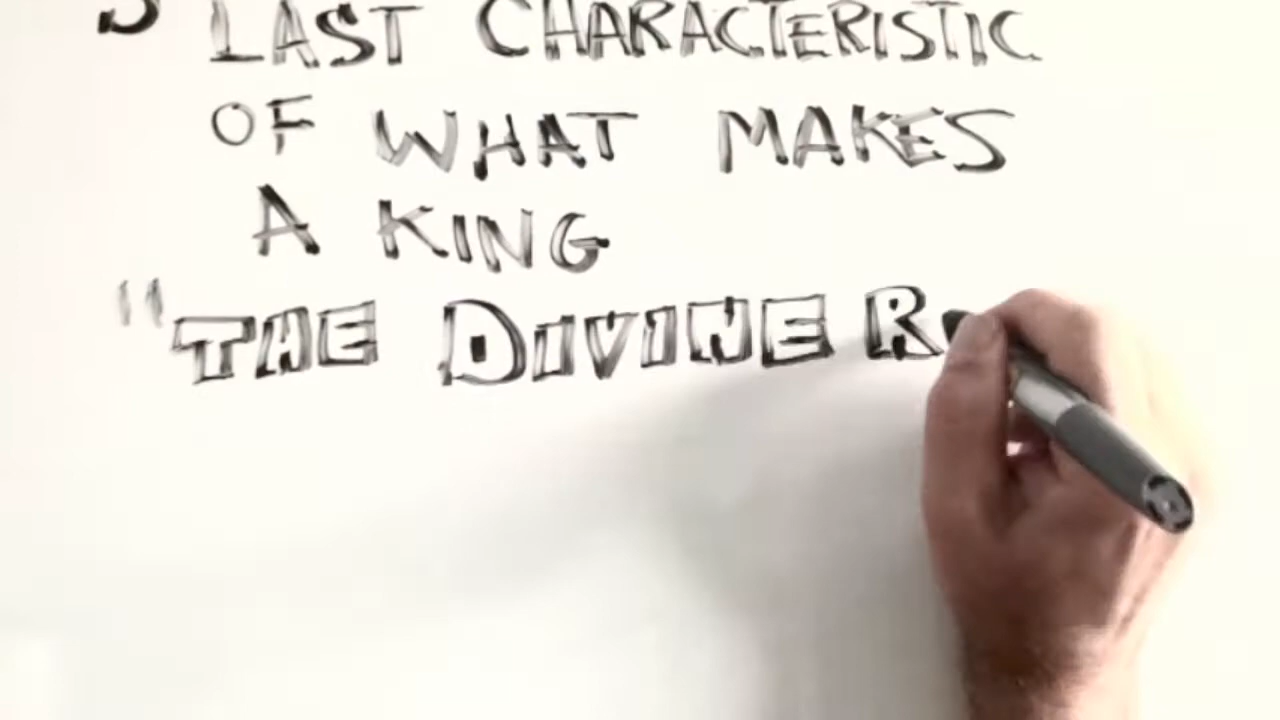 LAST CHARACTERISTIC
OF WHAT MAKES
A KING
"THE DIVINE R